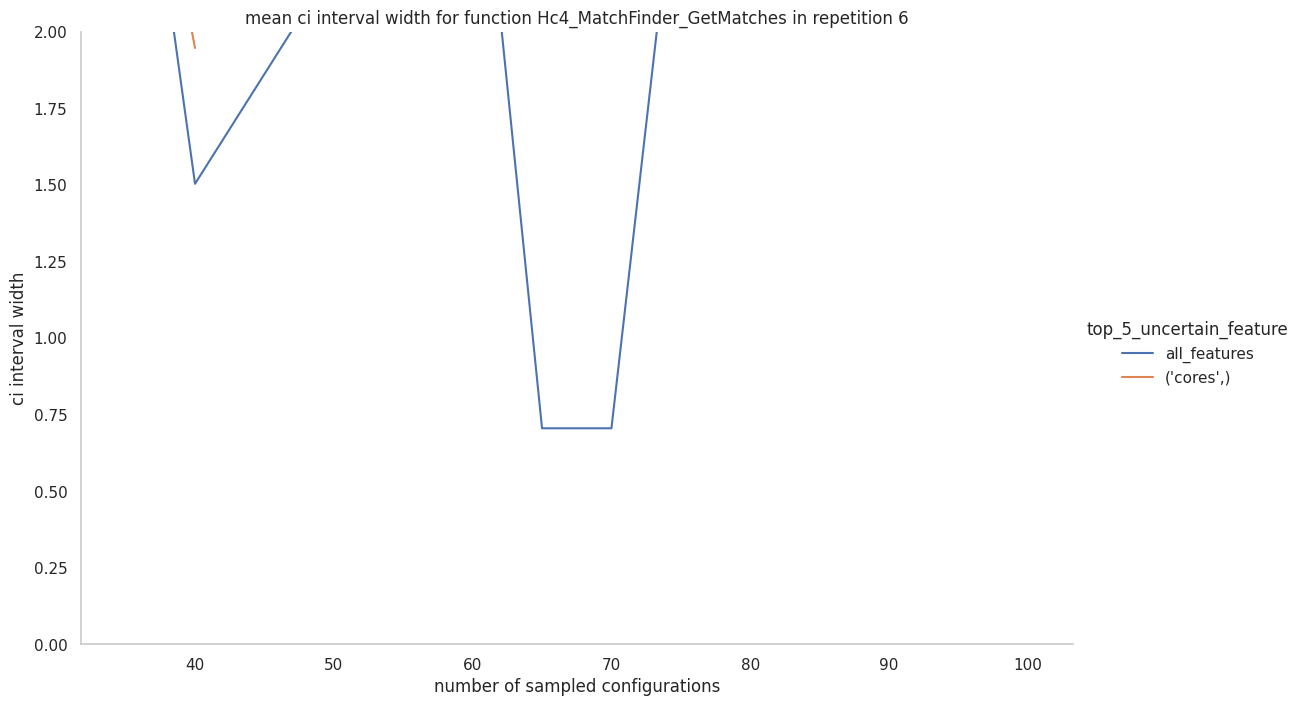 mean ci interval width for function Hc4_MatchFinder_GetMatches in repetition 6
2.00
1.75
1.50
1.25
1.00
0.75
0.50
0.25
0.00
ci interval width
40 50 60 70 80 90 100
number of sampled configurations
top_5_uncertain_feature
all_features
('cores',)